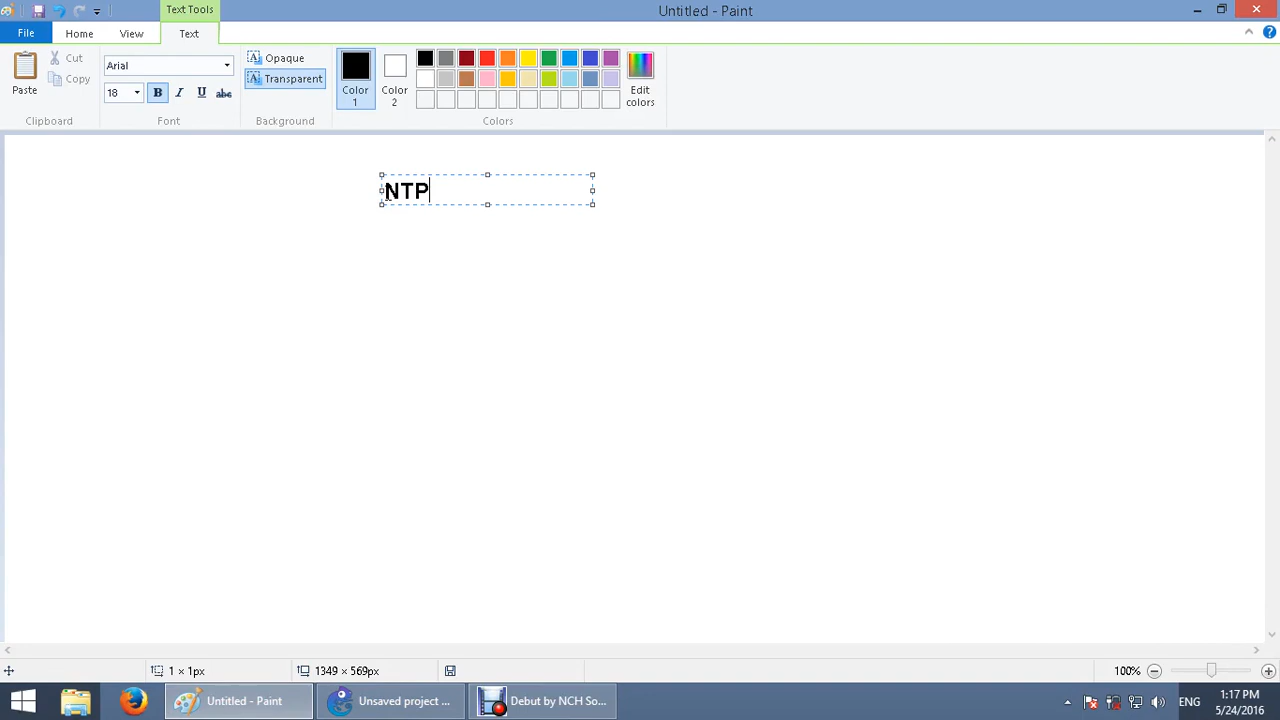 Text Tools
Untitled - Paint
File
Home
View
Text
Paste
Cut
Copy
Clipboard
Arial
18
B
I
U
abc
Font
A
Opaque
A
Transparent
Background
Color
1
Color
2
Edit
colors
Colors
NTP
1 × 1px
1349 × 569px
100%
Untitled - Paint
Unsaved project ...
Debut by NCH So...
ENG
1:17 PM
5/24/2016